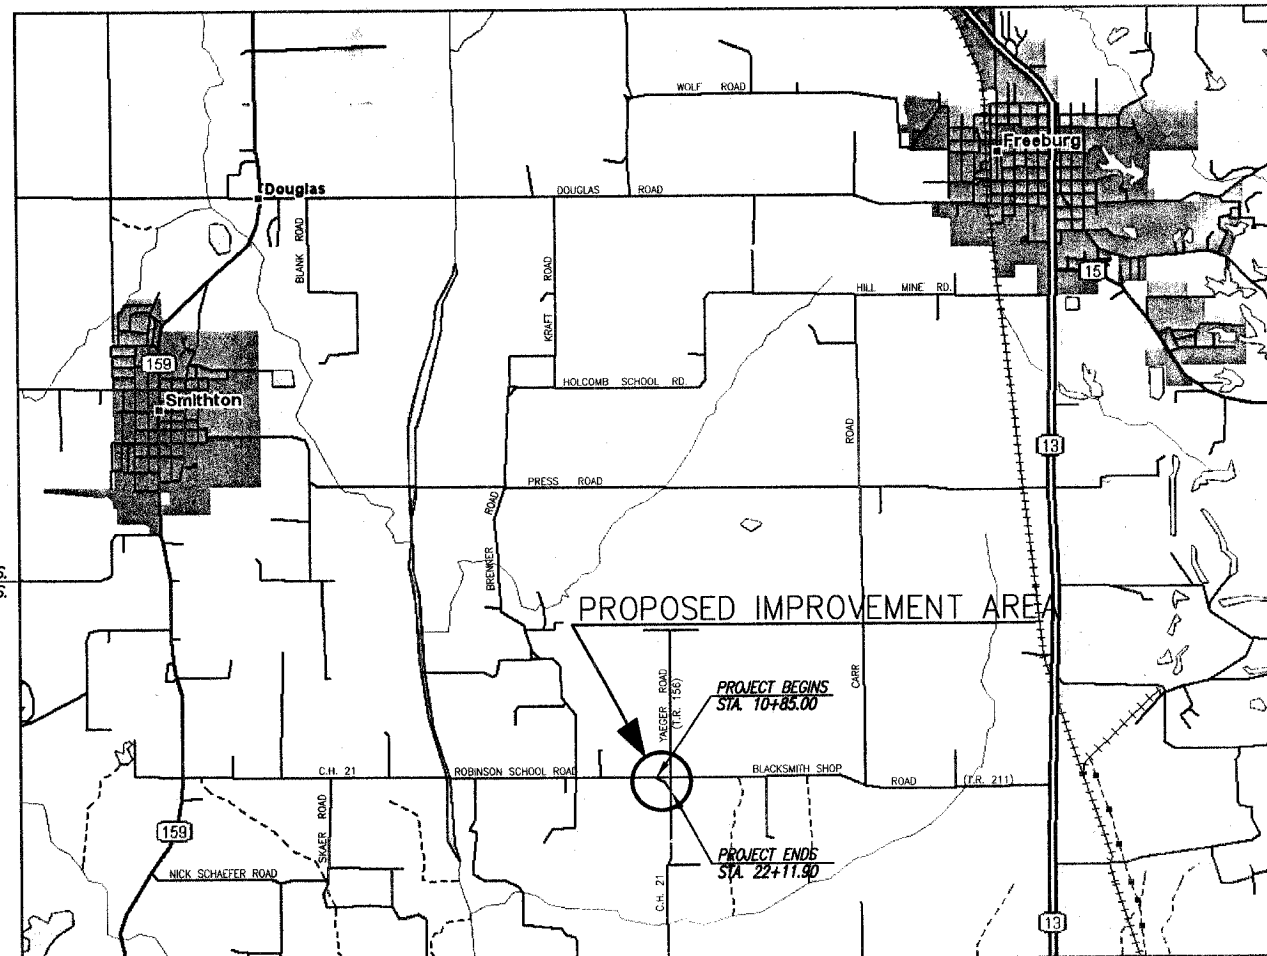 WOLF ROAD
Freeburg
Douglas
DOUGLAS ROAD
BLANK ROAD
KRAFT ROAD
HILL MINE RD.
15
159
HOLCOMB SCHOOL RD.
Smithton
CARR ROAD
13
PRESS ROAD
BREMNER ROAD
PROPOSED IMPROVEMENT AREA
YAEGER ROAD
(T.R. 156)
PROJECT BEGINS
STA. 10+85.00
C.H. 21
ROBINSON SCHOOL ROAD
BLACKSMITH SHOP ROAD (T.R. 211)
SKAER ROAD
159
PROJECT ENDS
STA. 22+11.90
NICK SCHAEFER ROAD
C.H. 21
13